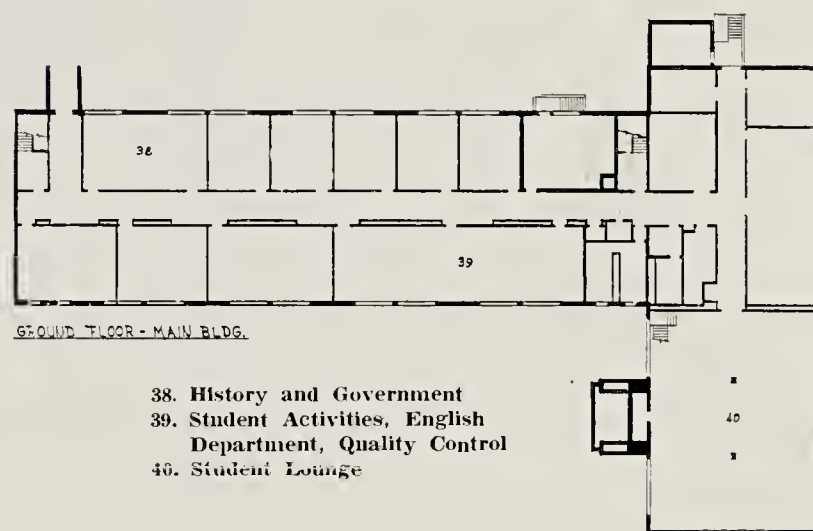 38
39
GROUND FLOOR - MAIN BLDG.
38. History and Government
39. Student Activities, English
Department, Quality Control
40. Student Lounge
40